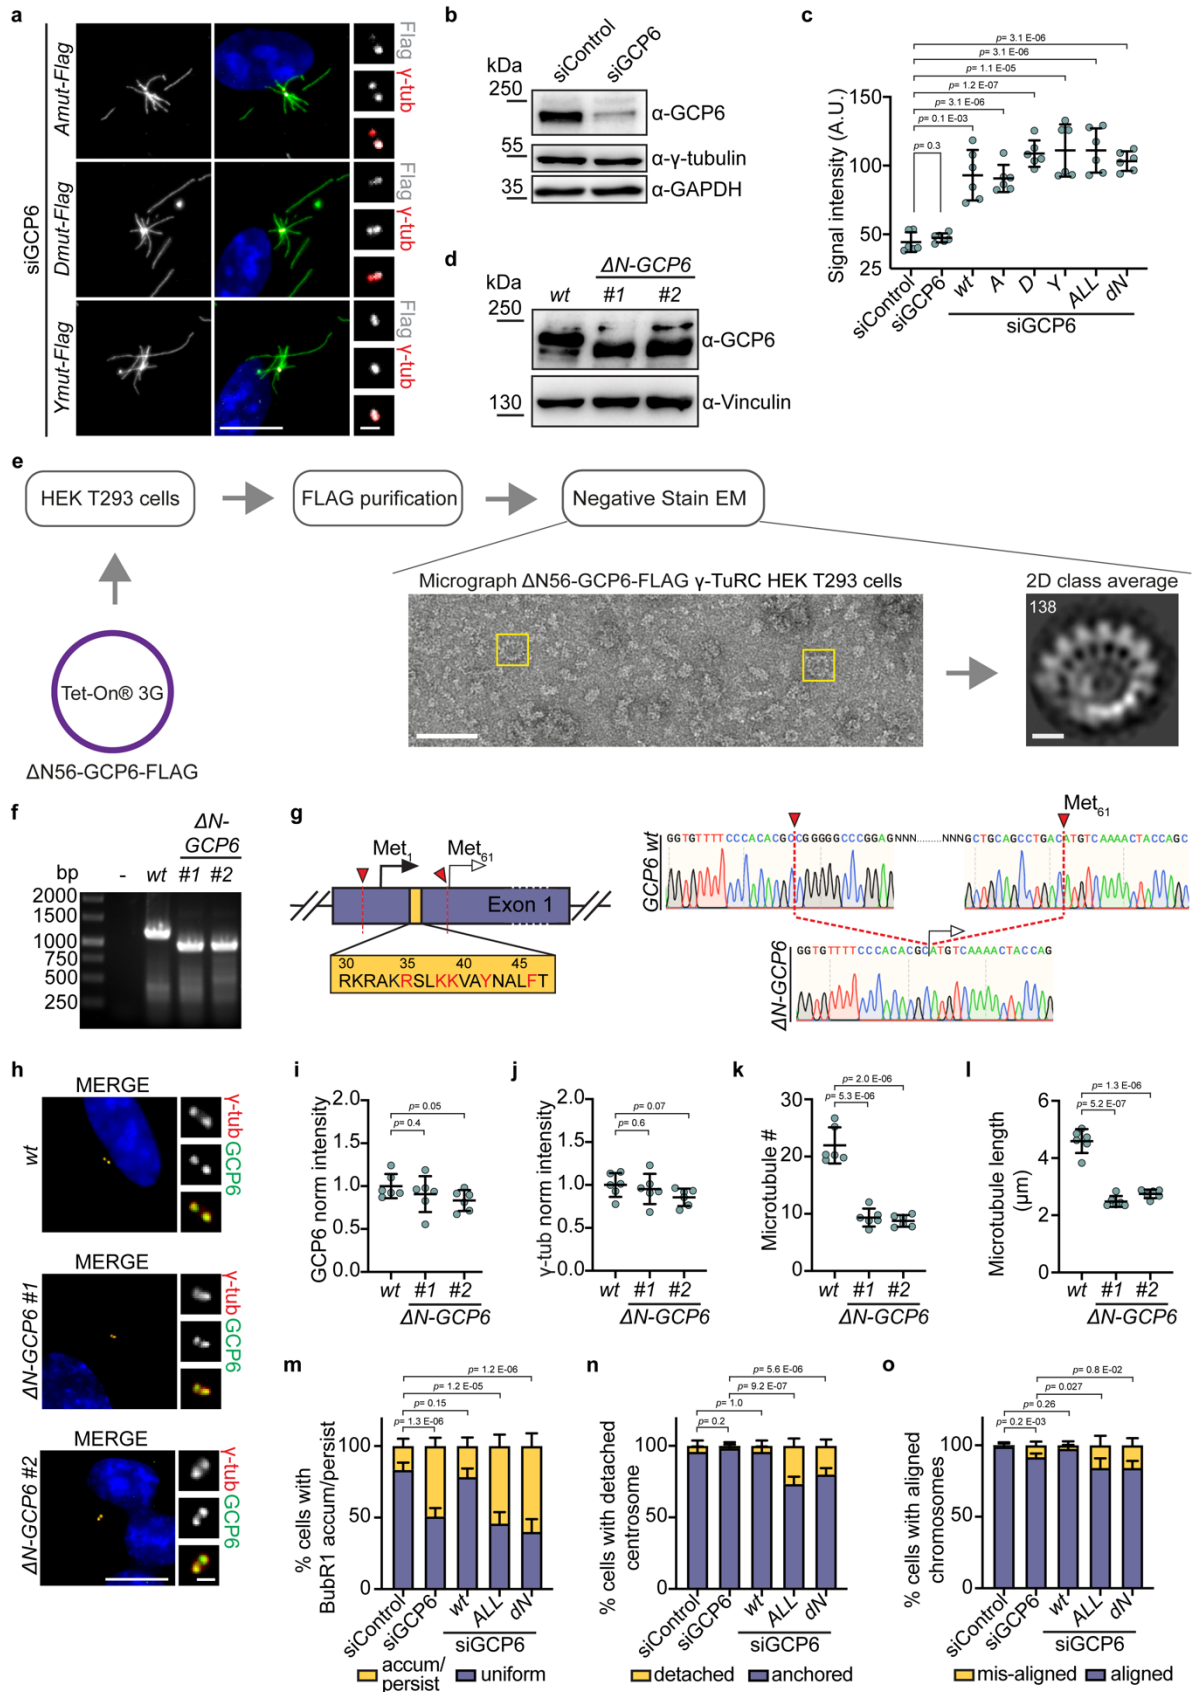 a
siGCP6
Amut-Flag
Dmut-Flag
Ymut-Flag
Flag
γ-tub
Flag
γ-tub
Flag
γ-tub
b
siControl
siGCP6
kDa
250
55
35
α-GCP6
α-γ-tubulin
α-GAPDH
c
p= 3.1 E-06
p= 3.1 E-06
p= 1.1 E-05
p= 1.2 E-07
p= 3.1 E-06
p= 0.1 E-03
p= 0.3
Signal intensity (A.U.)
150
100
50
25
siControl
siGCP6
wt
A
D
Y
ALL
dN
siGCP6
d
ΔN-GCP6
kDa
wt
#1
#2
250
130
α-GCP6
α-Vinculin
e
HEK T293 cells
FLAG purification
Negative Stain EM
Micrograph ΔN56-GCP6-FLAG γ-TuRC HEK T293 cells
2D class average
138
Tet-On® 3G
ΔN56-GCP6-FLAG
f
ΔN-
GCP6
bp
-
wt
#1
#2
2000
1500
1000
750
500
250
g
Met1
Met61
Exon 1
30 35 40 45
RKRAKRSLKKVAYNALFT
GCP6 wt
Met61
GGTGTTTTCCCACACGCCGGGGGCCCGGAGNNN........NNNGCTGCAGCCTGACATGTCAAAACTACCAGC
ΔN-GCP6
GGTGTTTTCCCACACGCATGTCAAAACTACCAG
h
MERGE
wt
γ-tub
GCP6
MERGE
ΔN-GCP6 #1
γ-tub
GCP6
MERGE
ΔN-GCP6 #2
γ-tub
GCP6
i
p= 0.05
p= 0.4
GCP6 norm intensity
2.0
1.5
1.0
0.5
0.0
wt
#1
#2
ΔN-GCP6
j
p= 0.07
p= 0.6
γ-tub norm intensity
2.0
1.5
1.0
0.5
0.0
wt
#1
#2
ΔN-GCP6
k
p= 2.0 E-06
p= 5.3 E-06
Microtubule #
30
20
10
0
wt
#1
#2
ΔN-GCP6
l
p= 1.3 E-06
p= 5.2 E-07
Microtubule length
(μm)
6
4
2
0
wt
#1
#2
ΔN-GCP6
m
p= 1.2 E-06
p= 1.2 E-05
p= 0.15
p= 1.3 E-06
% cells with
BubR1 accum/persist
100
50
0
siControl
siGCP6
wt
ALL
dN
siGCP6
accum/
persist
uniform
n
p= 5.6 E-06
p= 9.2 E-07
p= 1.0
p= 0.2
% cells with detached
centrosome
100
50
0
siControl
siGCP6
wt
ALL
dN
siGCP6
detached
anchored
o
p= 0.8 E-02
p= 0.027
p= 0.26
p= 0.2 E-03
% cells with aligned
chromosomes
100
50
0
siControl
siGCP6
wt
ALL
dN
siGCP6
mis-aligned
aligned